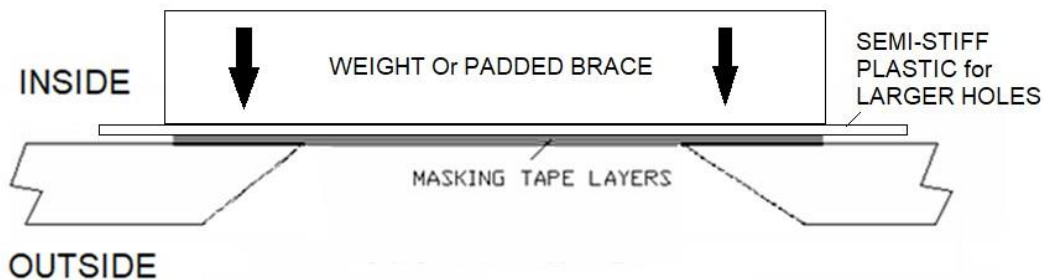 INSIDE
WEIGHT Or PADDED BRACE
SEMI-STIFF
PLASTIC for
LARGER HOLES
MASKING TAPE LAYERS
OUTSIDE